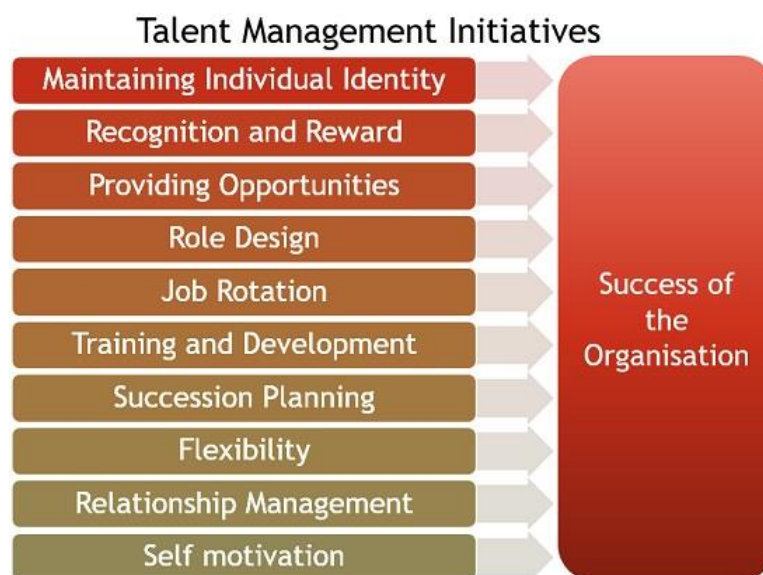 Talent Management Initiatives
Maintaining Individual Identity
Recognition and Reward
Providing Opportunities
Role Design
Job Rotation
Training and Development
Succession Planning
Flexibility
Relationship Management
Self motivation
Success of
the
Organisation